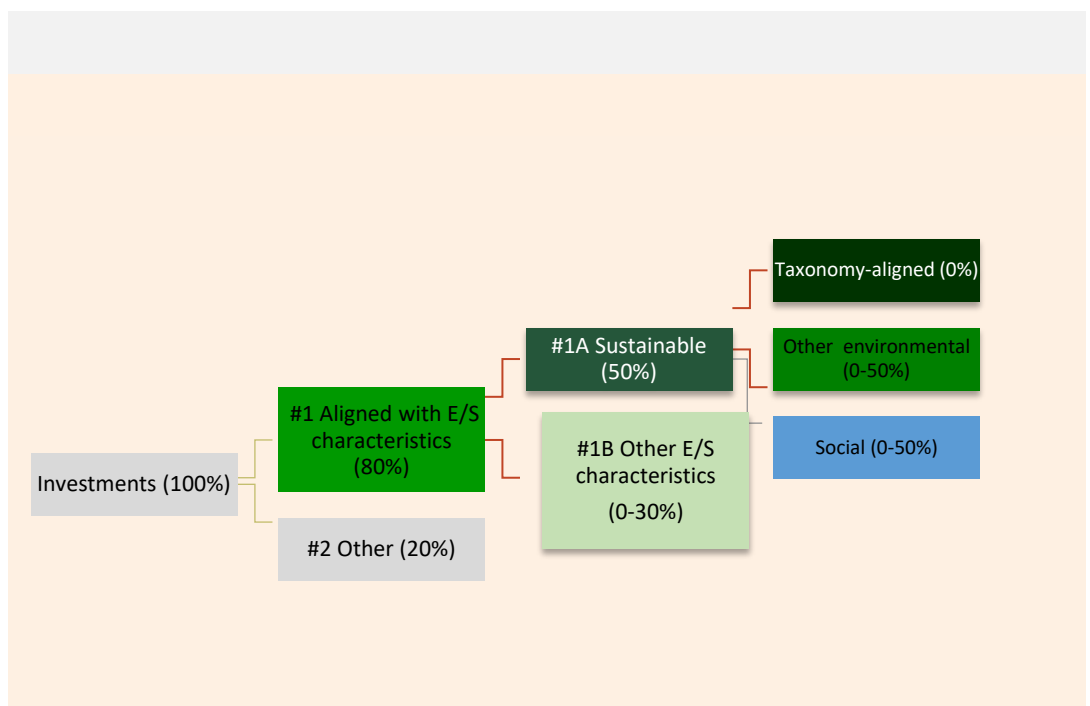 Investments (100%)
#1 Aligned with E/S
characteristics
(80%)
#2 Other (20%)
#1A Sustainable
(50%)
#1B Other E/S
characteristics
(0-30%)
Taxonomy-aligned (0%)
Other environmental
(0-50%)
Social (0-50%)